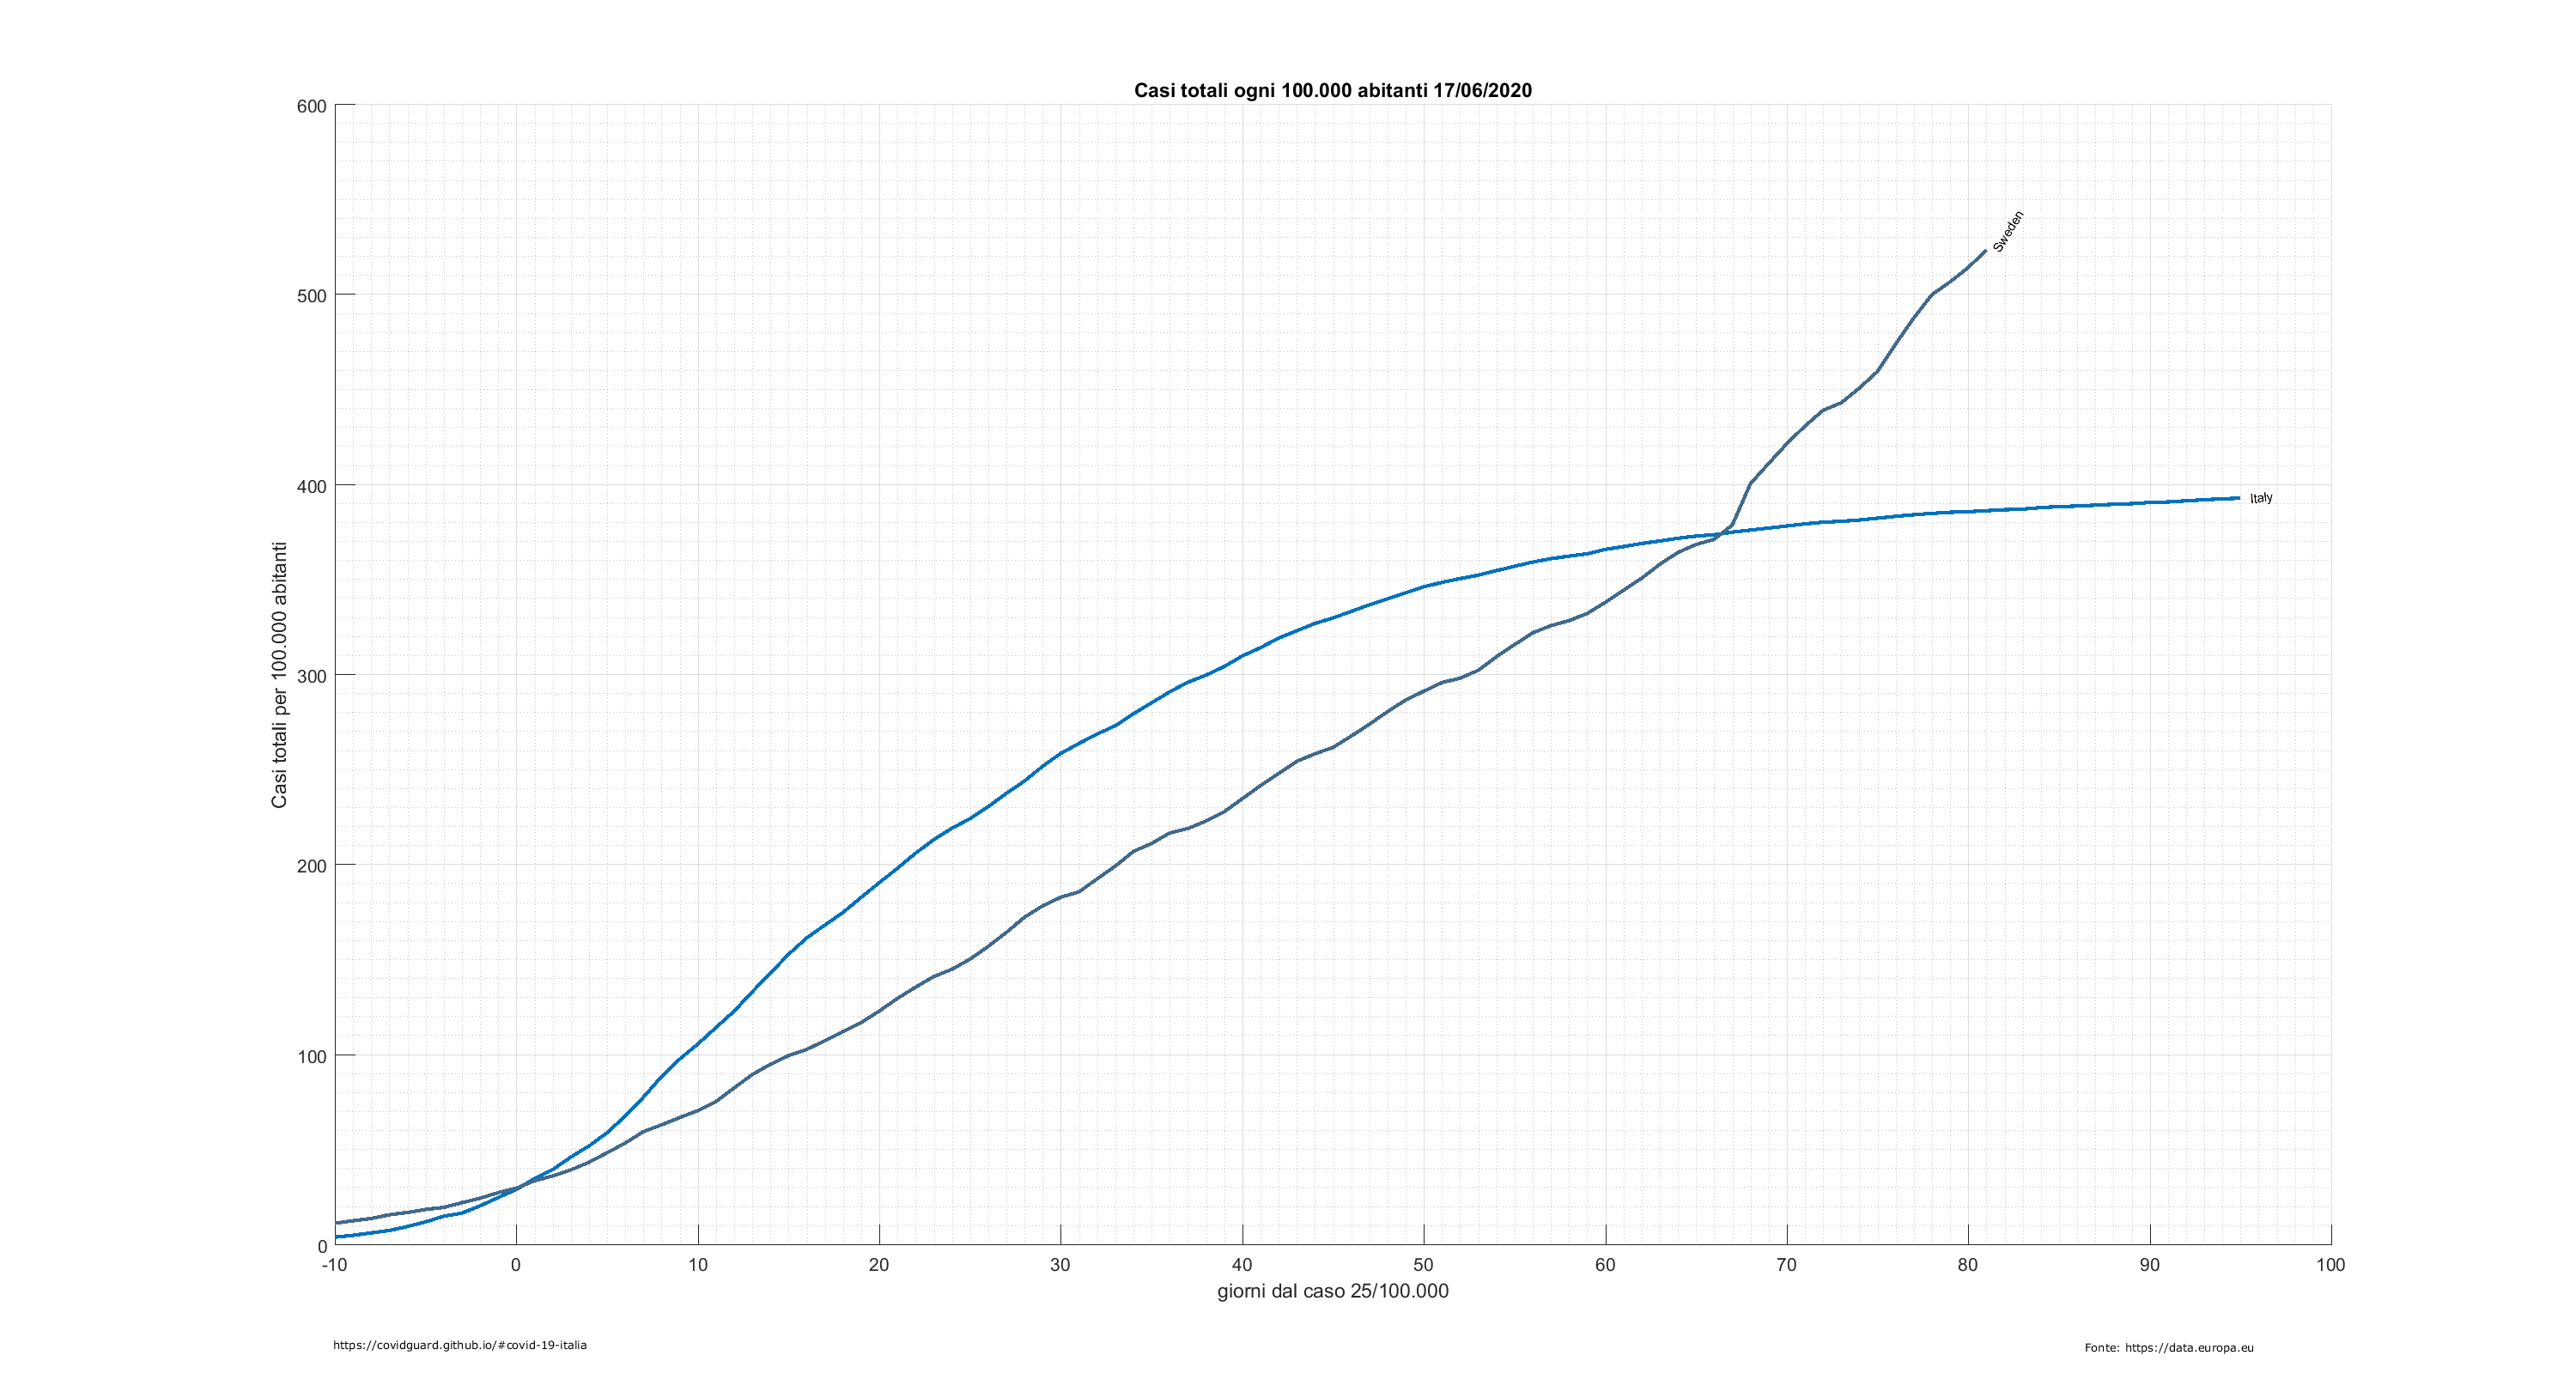 Casi totali ogni 100.000 abitanti 17/06/2020
600
500
400
300
200
100
0
Casi totali per 100.000 abitanti
Sweden
Italy
-10 0 10 20 30 40 50 60 70 80 90 100
giorni dal caso 25/100.000
https://covidguard.github.io/#covid-19-italia
Fonte: https://data.europa.eu